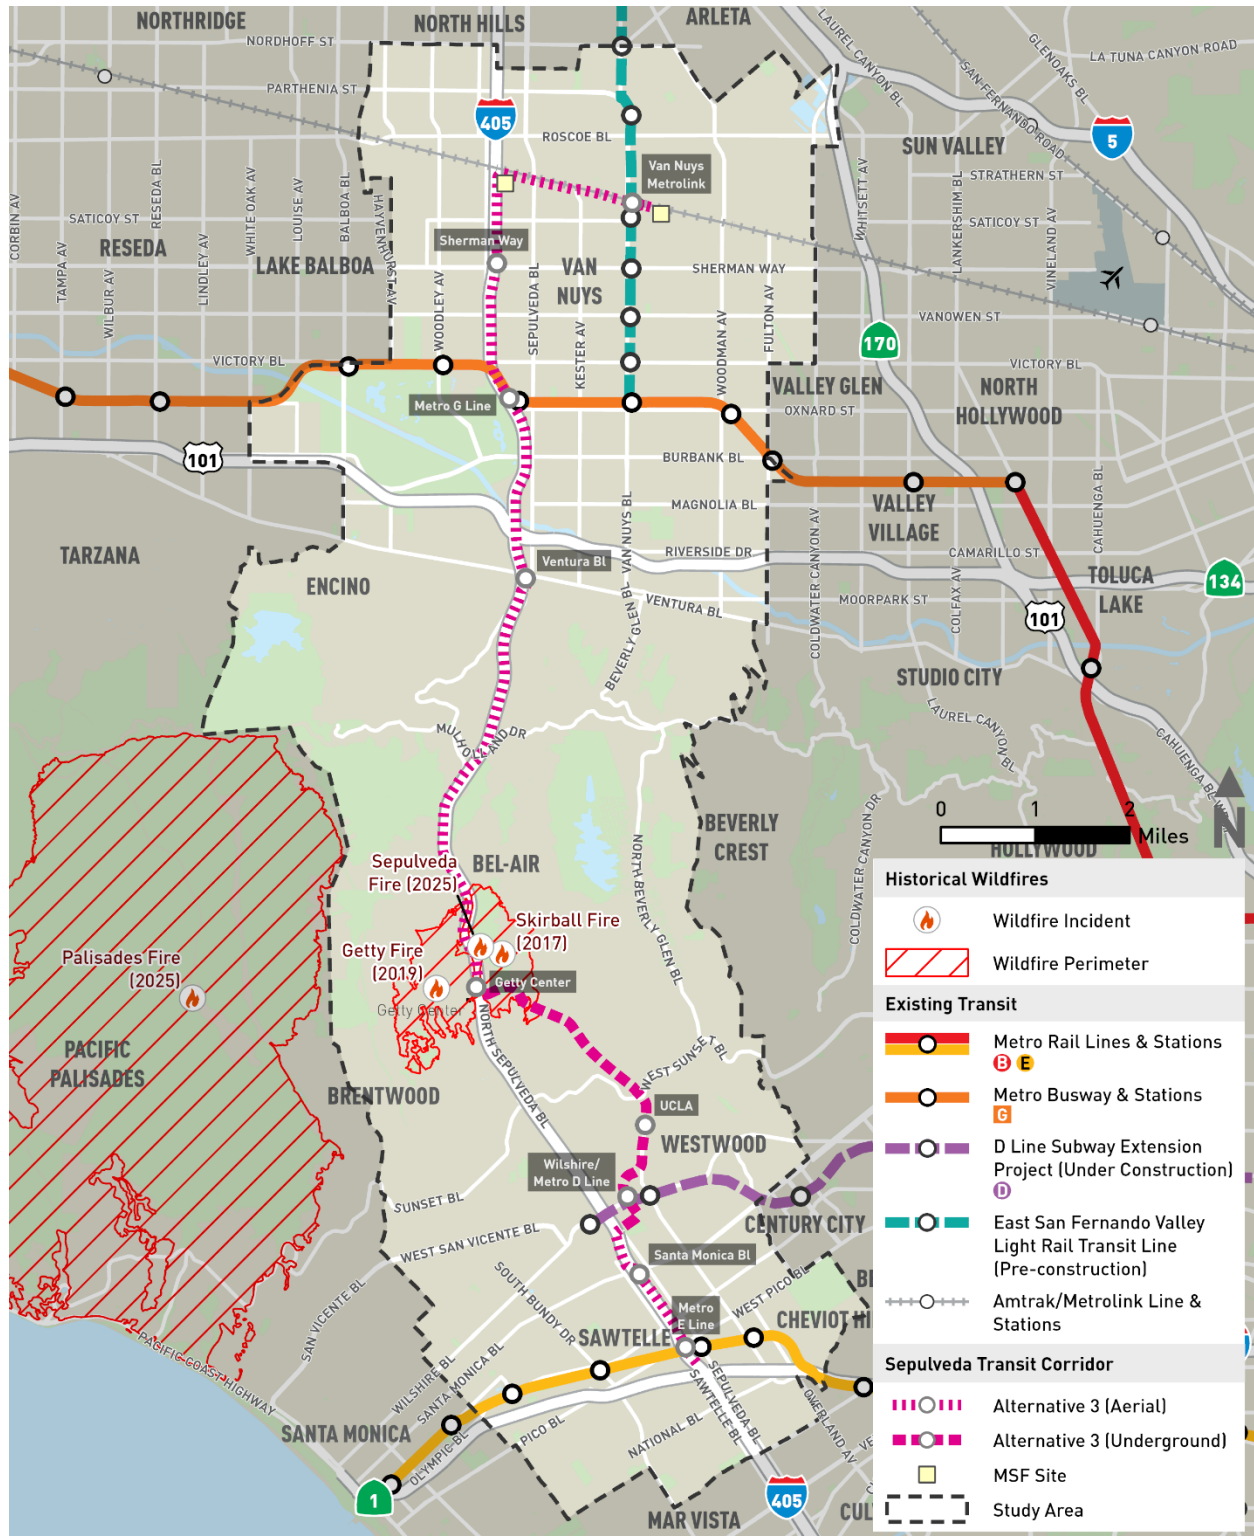 NORTHRIDGE
NORTH HILLS
ARLETA
NORDHOFF ST
LAUREL CANYON BL
GLENOAKS BL
LA TUNA CANYON ROAD
SAN FERNANDO ROAD
PARTHENIA ST
405
5
ROSCOE BL
SUN VALLEY
Van Nuys
Metrolink
STRATHERN ST
CORBIN AV
RESEDA BL
WHITE OAK AV
LOUISE AV
BALBOA BL
HAYVENHURST AV
WHITSETT AV
LANKERSHIM BL
VINELAND AV
SATICOY ST
SATICOY ST
RESEDA
TAMPA AV
WILBUR AV
LINDLEY AV
LAKE BALBOA
Sherman Way
VAN
NUYS
SHERMAN WAY
WOODLEY AV
SEPULVEDA BL
KESTER AV
WOODMAN AV
FULTON AV
VANOWEN ST
170
VICTORY BL
VICTORY BL
VALLEY GLEN
NORTH
HOLLYWOOD
OXNARD ST
Metro G Line
101
BURBANK BL
MAGNOLIA BL
VAN NUYS BL
VALLEY
VILLAGE
CAHUENGA BL
TARZANA
RIVERSIDE DR
CAMARILLO ST
COLDWATER CANYON AV
COLFAX AV
Ventura Bl
ENCINO
VENTURA BL
MOORPARK ST
TOLUCA
LAKE
134
101
BEVERLY GLEN BL
STUDIO CITY
LAUREL CANYON BL
MULHOLLAND DR
CAHUENGA BL W
N
0
1
2
Miles
BEVERLY
CREST
COLDWATER CANYON DR
HOLLYWOOD
NORTH BEVERLY GLEN BL
BEL-AIR
Sepulveda
Fire (2025)
Skirball Fire
(2017)
Getty Fire
(2019)
Palisades Fire
(2025)
Getty Center
Getty Center
PACIFIC
PALISADES
BRENTWOOD
NORTH SEPULVEDA BL
WEST SUNSET BL
UCLA
WESTWOOD
Wilshire/
Metro D Line
SUNSET BL
CENTURY CITY
WEST SAN VICENTE BL
Santa Monica Bl
SOUTH BUNDY DR
WEST PICO BL
Metro
E Line
CHEVIOT HI
BE
SAWTELLE
SAN VICENTE BL
PACIFIC COAST HIGHWAY
WILSHIRE BL
SANTA MONICA BL
SANTA MONICA
OLYMPIC BL
PICO BL
NATIONAL BL
SAWTELLE BL
SEPULVEDA BL
OVERLAND AV
VE
1
405
MAR VISTA
CUL
Historical Wildfires
Wildfire Incident
Wildfire Perimeter
Existing Transit
Metro Rail Lines & Stations
B E
Metro Busway & Stations
G
D Line Subway Extension
Project (Under Construction)
D
East San Fernando Valley
Light Rail Transit Line
(Pre-construction)
Amtrak/Metrolink Line &
Stations
Sepulveda Transit Corridor
Alternative 3 (Aerial)
Alternative 3 (Underground)
MSF Site
Study Area